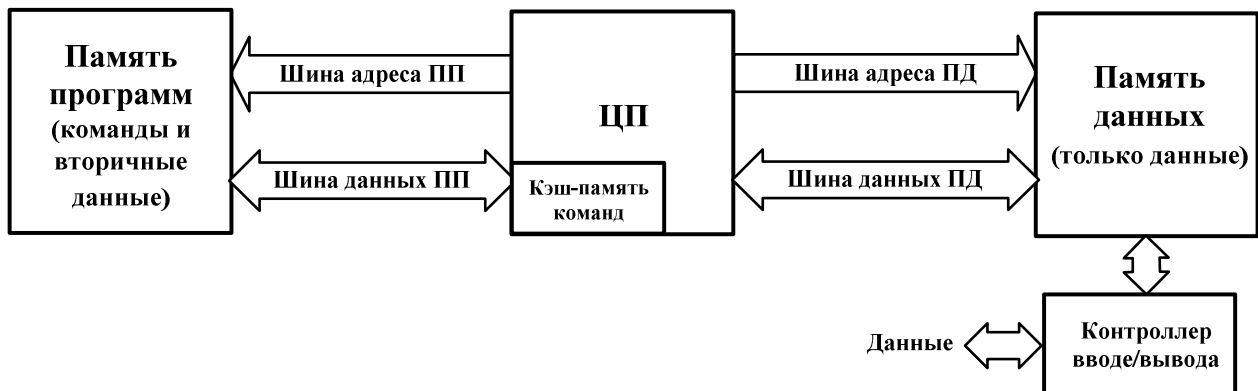 Память
программ
(команды и
вторичные
данные)
Шина адреса ПП
Шина данных ПП
ЦП
Кэш-память
команд
Шина адреса ПД
Шина данных ПД
Память
данных
(только данные)
Данные
Контроллер
вводе/вывода